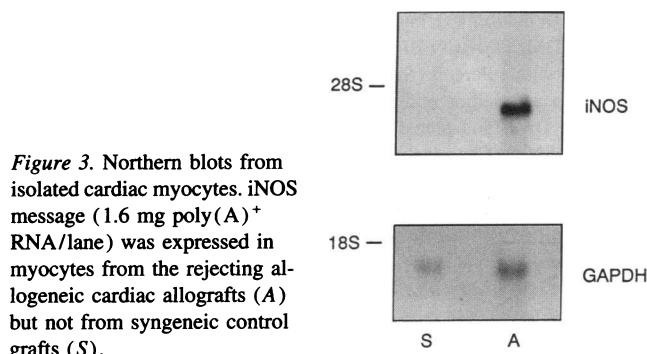 28S
iNOS
Figure 3. Northern blots from
isolated cardiac myocytes. iNOS
message (1.6 mg poly(A)+
RNA/lane) was expressed in
myocytes from the rejecting al-
logeneic cardiac allografts (A)
but not from syngeneic control
grafts (S).
18S
GAPDH
S A